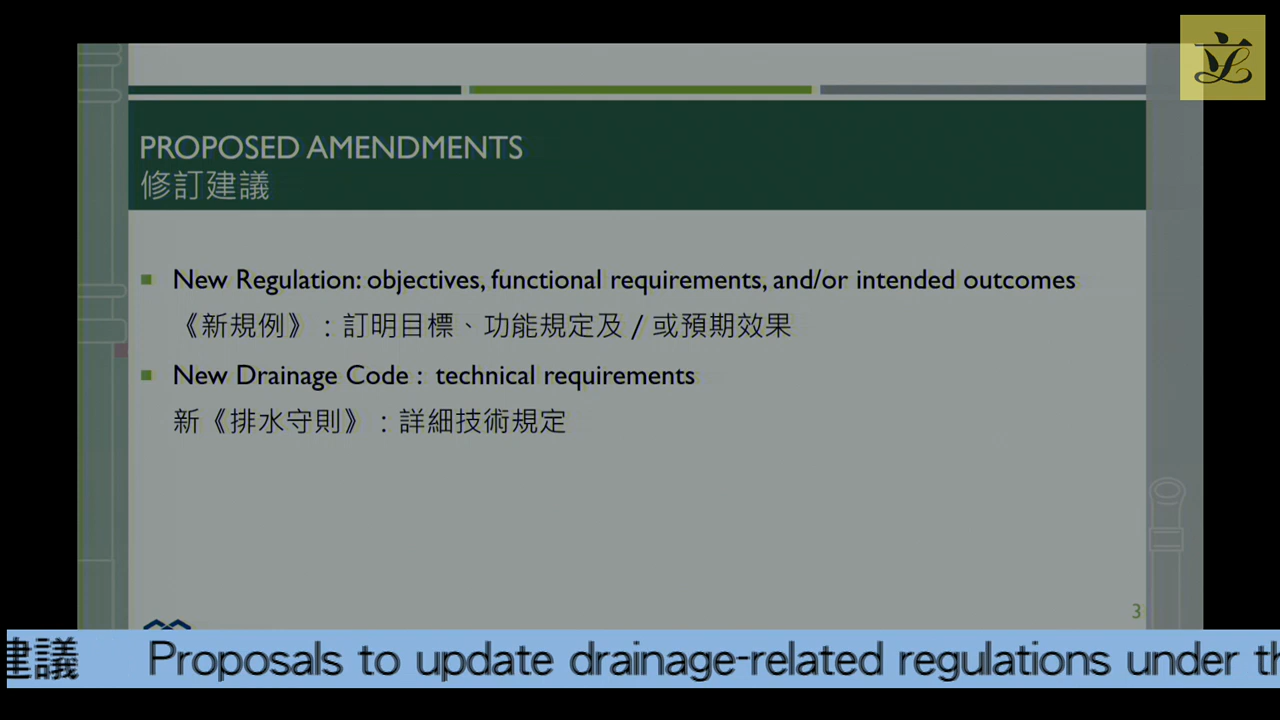 立
PROPOSED AMENDMENTS
修訂建議
New Regulation: objectives, functional requirements, and/or intended outcomes
《新規例》：訂明目標、功能規定及 / 或預期效果
New Drainage Code : technical requirements
新《排水守則》：詳細技術規定
3
建議 Proposals to update drainage-related regulations under th